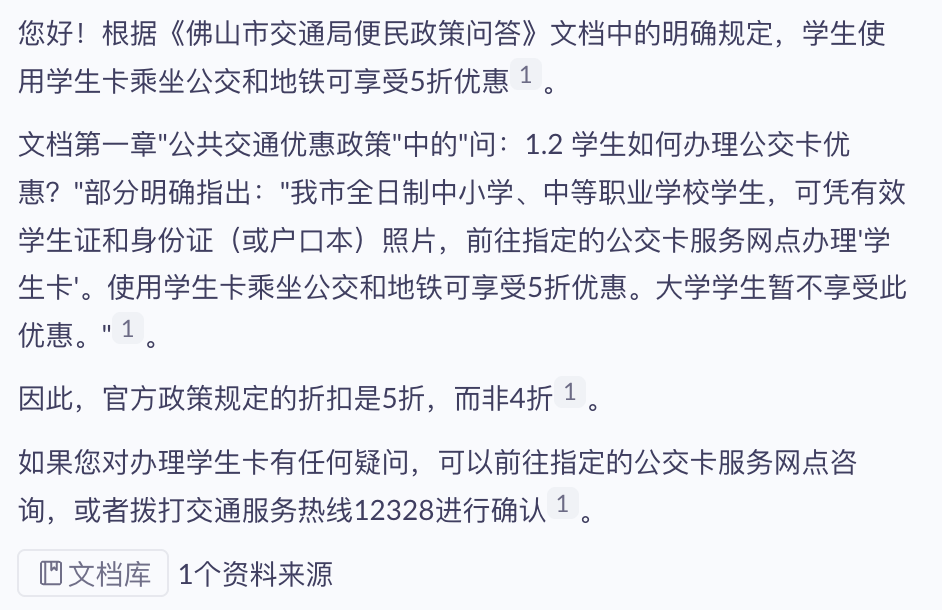 您好！根据《佛山市交通局便民政策问答》文档中的明确规定，学生使
用学生卡乘坐公交和地铁可享受5折优惠 1 。
文档第一章"公共交通优惠政策"中的"问：1.2 学生如何办理公交卡优
惠？"部分明确指出："我市全日制中小学、中等职业学校学生，可凭有效
学生证和身份证（或户口本）照片，前往指定的公交卡服务网点办理'学
生卡'。使用学生卡乘坐公交和地铁可享受5折优惠。大学学生暂不享受此
优惠。" 1 。
因此，官方政策规定的折扣是5折，而非4折 1 。
如果您对办理学生卡有任何疑问，可以前往指定的公交卡服务网点咨
询，或者拨打交通服务热线12328进行确认 1 。
文档库 1个资料来源